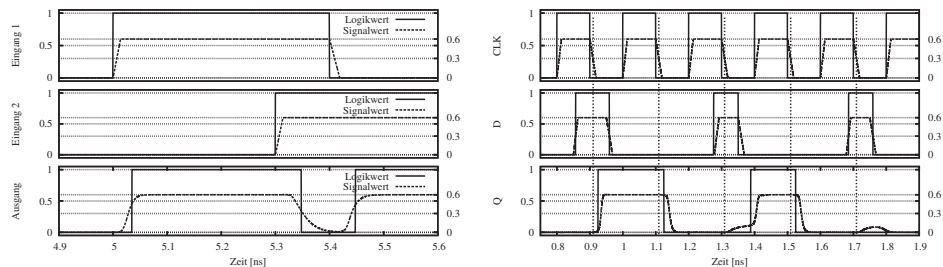 Eingang 1
1
0.5
0
Logikwert
Signalwert
0.6
0.3
0
Eingang 2
1
0.5
0
Logikwert
Signalwert
0.6
0.3
0
Ausgang
1
0.5
0
Logikwert
Signalwert
0.6
0.3
0
4.9 5 5.1 5.2 5.3 5.4 5.5 5.6
Zeit [ns]
CLK
1
0.5
0
0.6
0.3
0
D
1
0.5
0
0.6
0.3
0
Q
1
0.5
0
0.6
0.3
0
0.8 0.9 1 1.1 1.2 1.3 1.4 1.5 1.6 1.7 1.8 1.9
Zeit [ns]